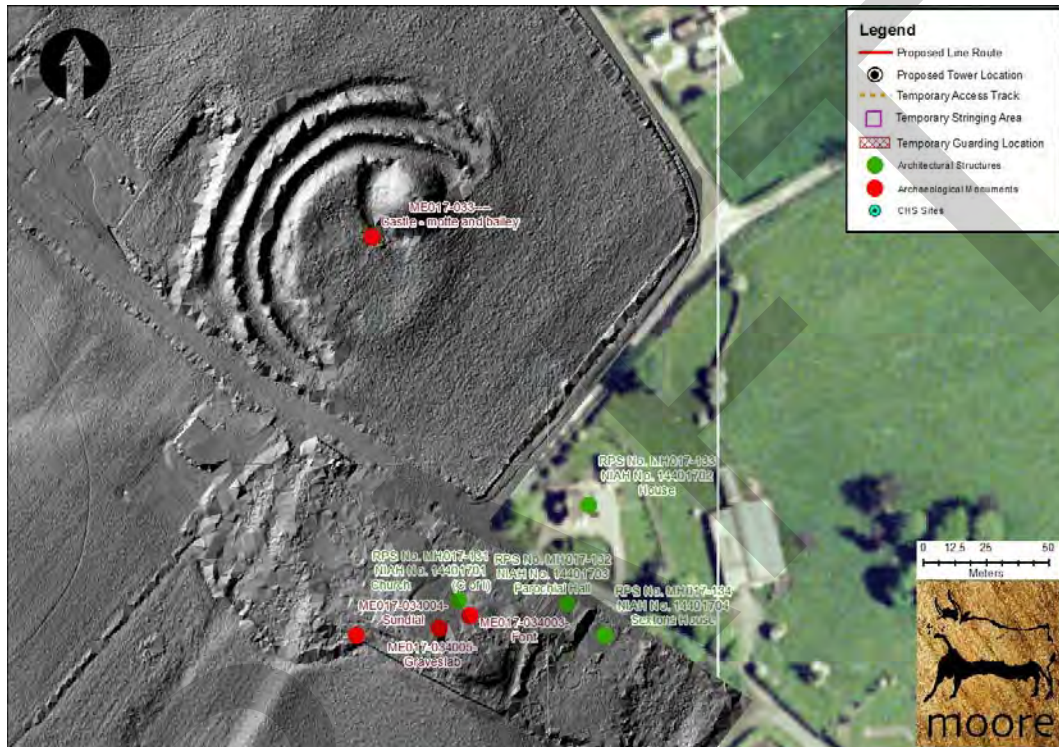 Legend
Proposed Line Route
Proposed Tower Location
Temporary Access Track
Temporary Stringing Area
Temporary Guarding Location
Architectural Structures
Archaeological Monuments
CHS Sites
ME017-033----
castle - motte and bailey
RPS No. MH017-133
NIAH No. 14401702
House
RPS No. MH017-131
NIAH No. 14401701
Church (C of I)
RPS No. MH017-132
NIAH No. 14401703
Parochial Hall
RPS No. MH017-134
NIAH No. 14401704
Sextons House
ME017-034004-
Sundial
ME017-034003-
Font
ME017-034005-
Graveslab
0 12.5 25 50
Meters
moore